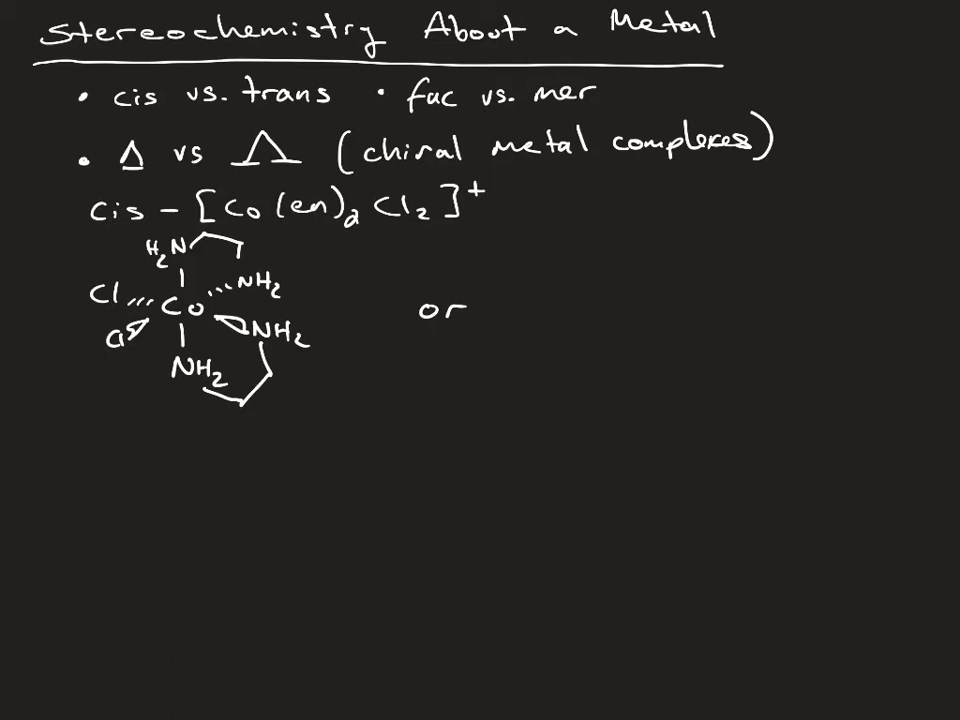 Stereochemistry About a Metal
• cis vs. trans • fac vs. mer
• Δ vs Λ (chiral metal complexes)
cis - [Co(en)₂Cl₂]⁺
H₂N
Cl NH₂
Co or
Cl NH₂
NH₂